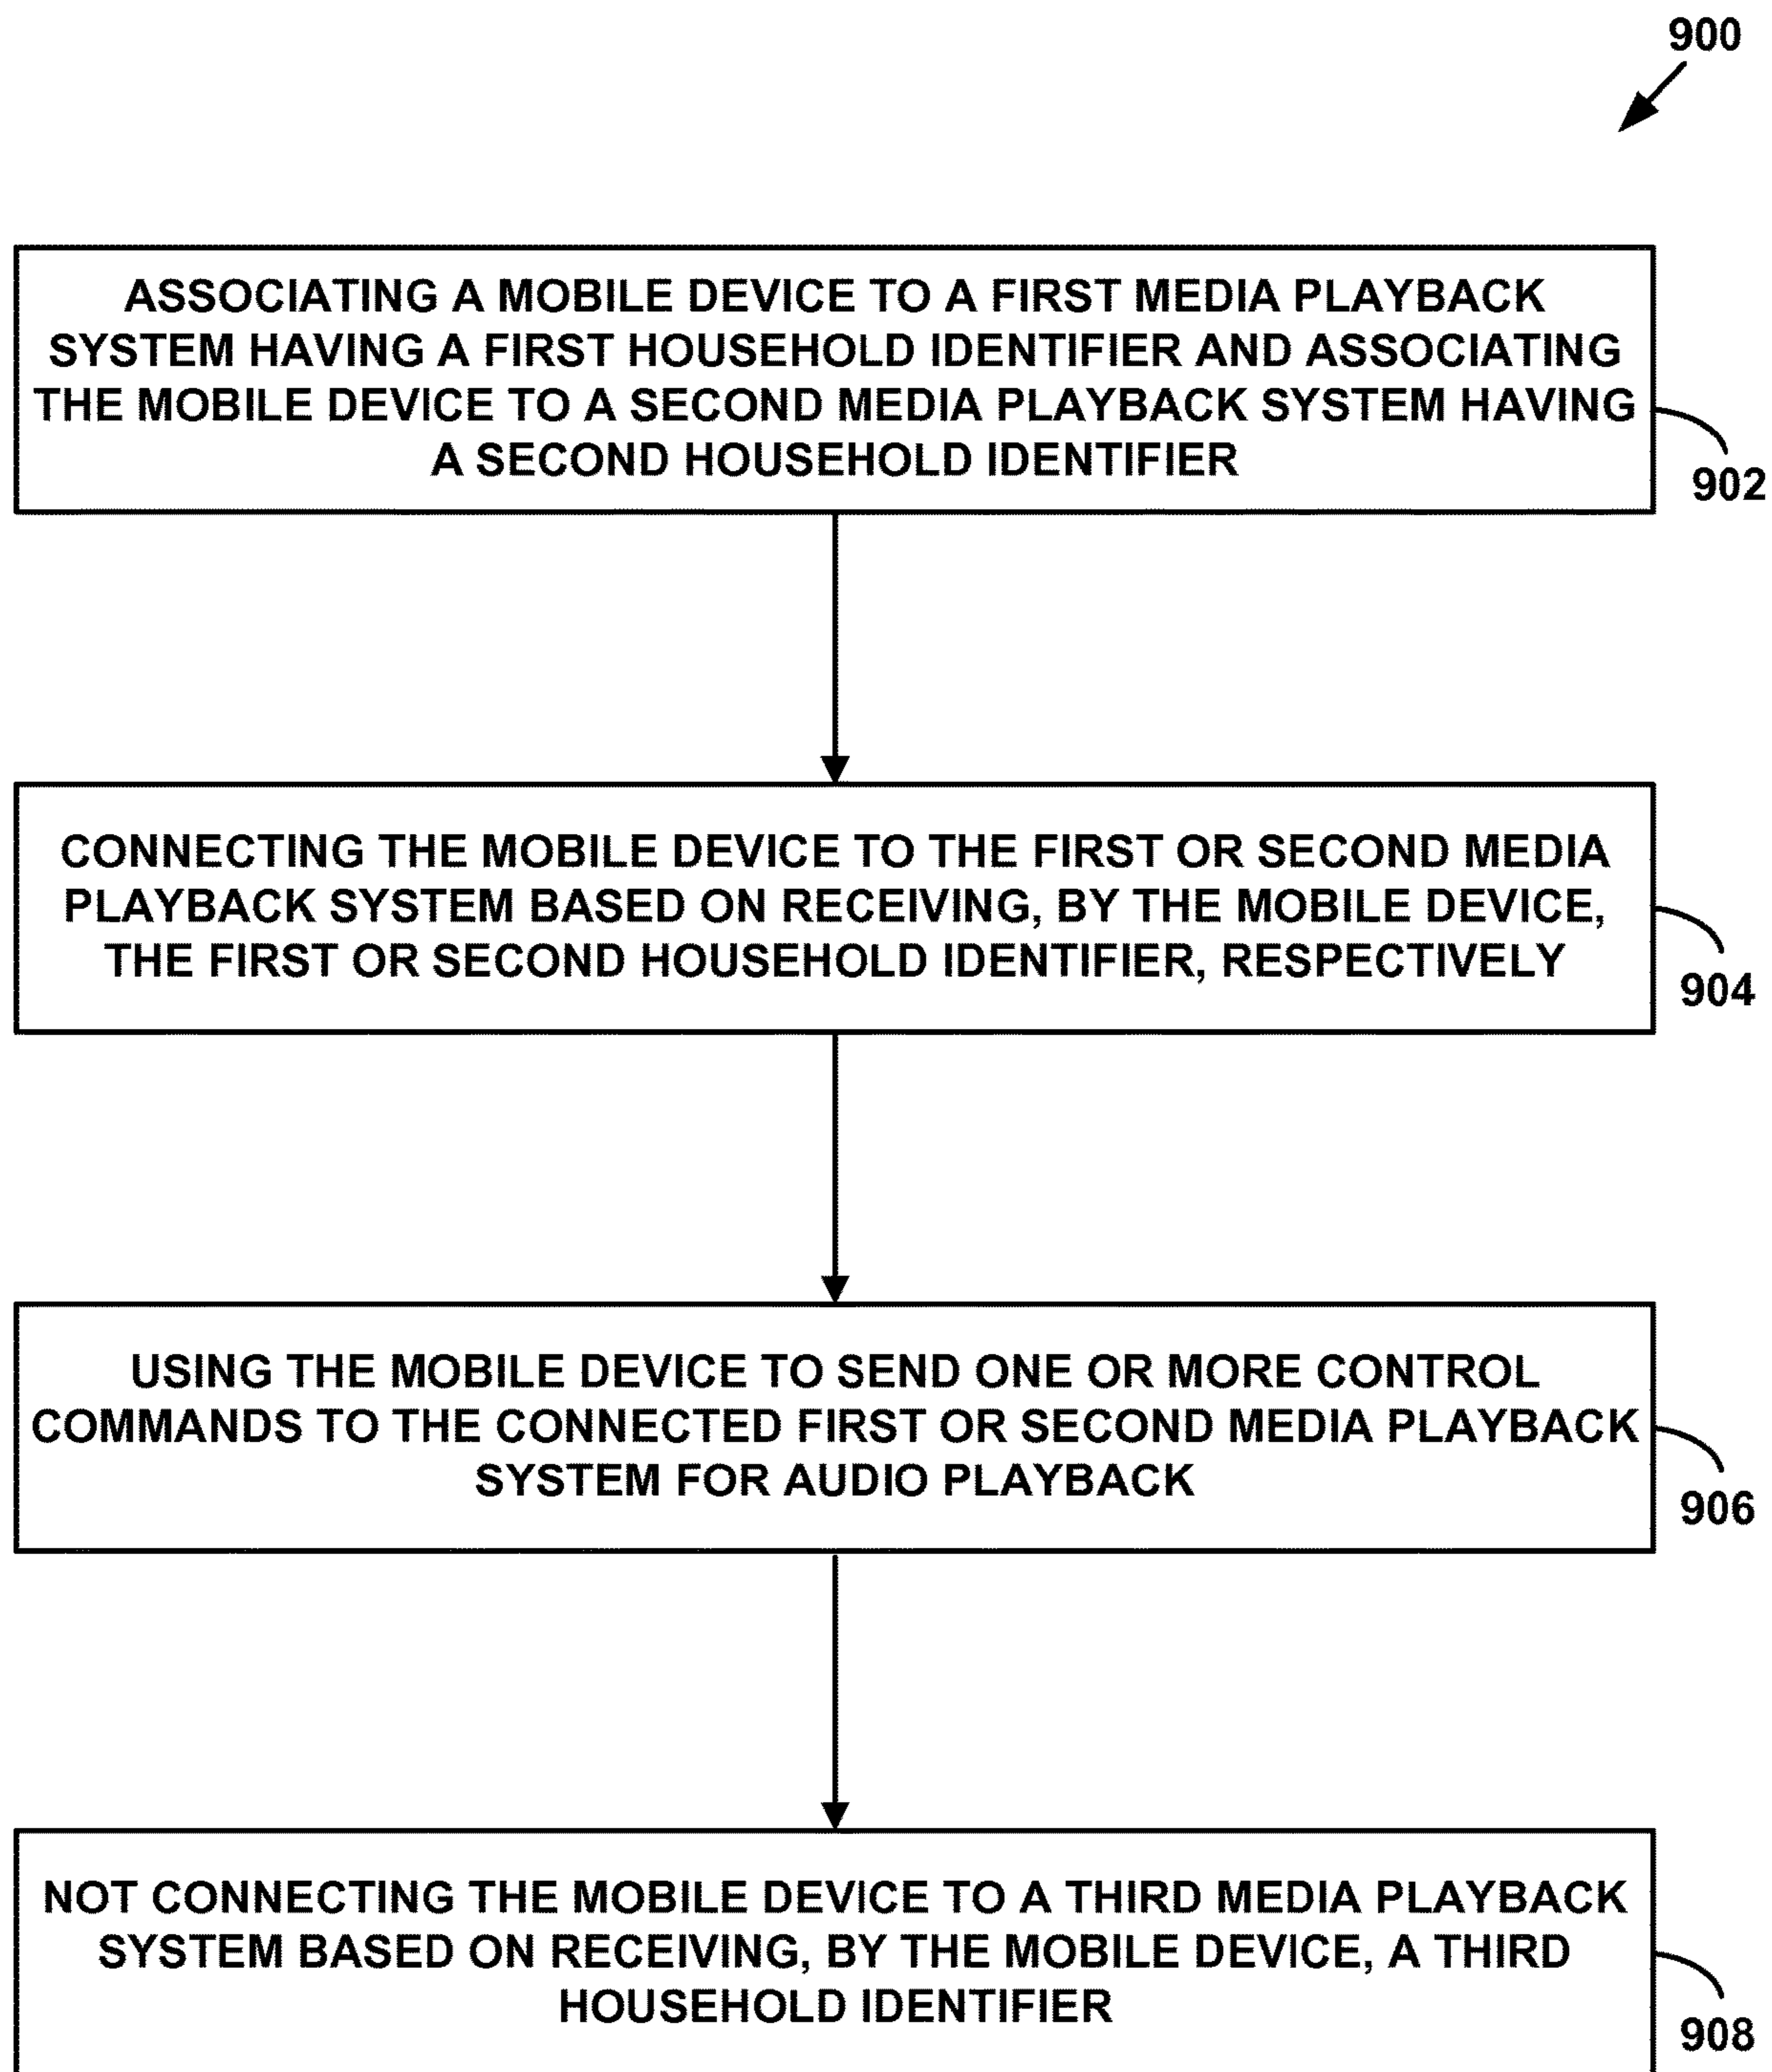 900
ASSOCIATING A MOBILE DEVICE TO A FIRST MEDIA PLAYBACK
SYSTEM HAVING A FIRST HOUSEHOLD IDENTIFIER AND ASSOCIATING
THE MOBILE DEVICE TO A SECOND MEDIA PLAYBACK SYSTEM HAVING
A SECOND HOUSEHOLD IDENTIFIER
902
CONNECTING THE MOBILE DEVICE TO THE FIRST OR SECOND MEDIA
PLAYBACK SYSTEM BASED ON RECEIVING, BY THE MOBILE DEVICE,
THE FIRST OR SECOND HOUSEHOLD IDENTIFIER, RESPECTIVELY
904
USING THE MOBILE DEVICE TO SEND ONE OR MORE CONTROL
COMMANDS TO THE CONNECTED FIRST OR SECOND MEDIA PLAYBACK
SYSTEM FOR AUDIO PLAYBACK
906
NOT CONNECTING THE MOBILE DEVICE TO A THIRD MEDIA PLAYBACK
SYSTEM BASED ON RECEIVING, BY THE MOBILE DEVICE, A THIRD
HOUSEHOLD IDENTIFIER
908